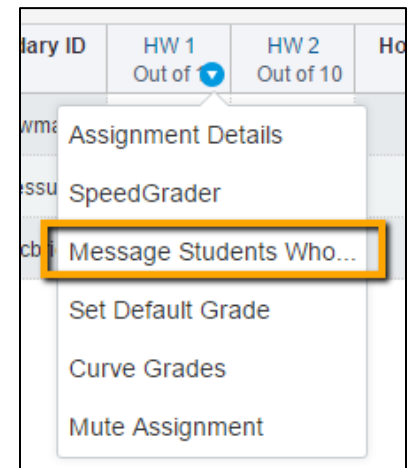 dary ID HW 1 HW 2 Ho
Out of Out of 10
Assignment Details
SpeedGrader
Message Students Who...
Set Default Grade
Curve Grades
Mute Assignment